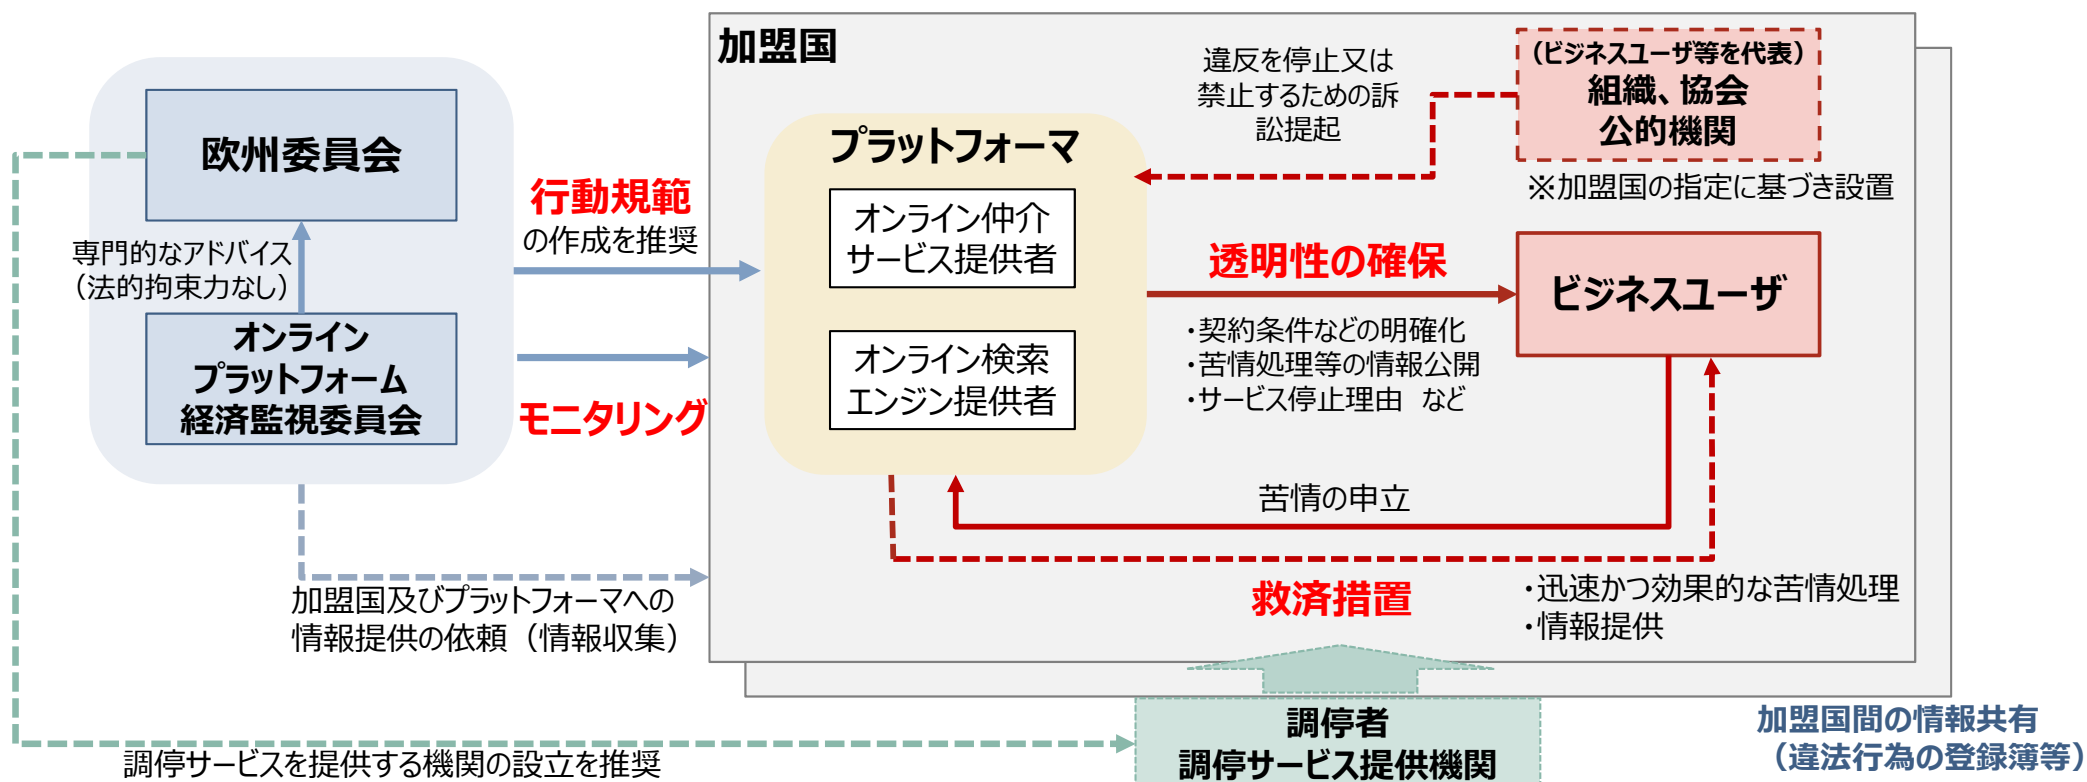 加盟国
違反を停止又は
禁止するための訴
訟提起
（ビジネスユーザ等を代表）
組織、協会
公的機関
※加盟国の指定に基づき設置
欧州委員会
専門的なアドバイス
（法的拘束力なし）
オンライン
プラットフォーム
経済監視委員会
行動規範
の作成を推奨
モニタリング
プラットフォーマ
オンライン仲介
サービス提供者
オンライン検索
エンジン提供者
透明性の確保
・契約条件などの明確化
・苦情処理等の情報公開
・サービス停止理由 など
ビジネスユーザ
苦情の申立
救済措置
・迅速かつ効果的な苦情処理
・情報提供
加盟国及びプラットフォーマへの
情報提供の依頼（情報収集）
調停サービスを提供する機関の設立を推奨
調停者
調停サービス提供機関
加盟国間の情報共有
（違法行為の登録簿等）